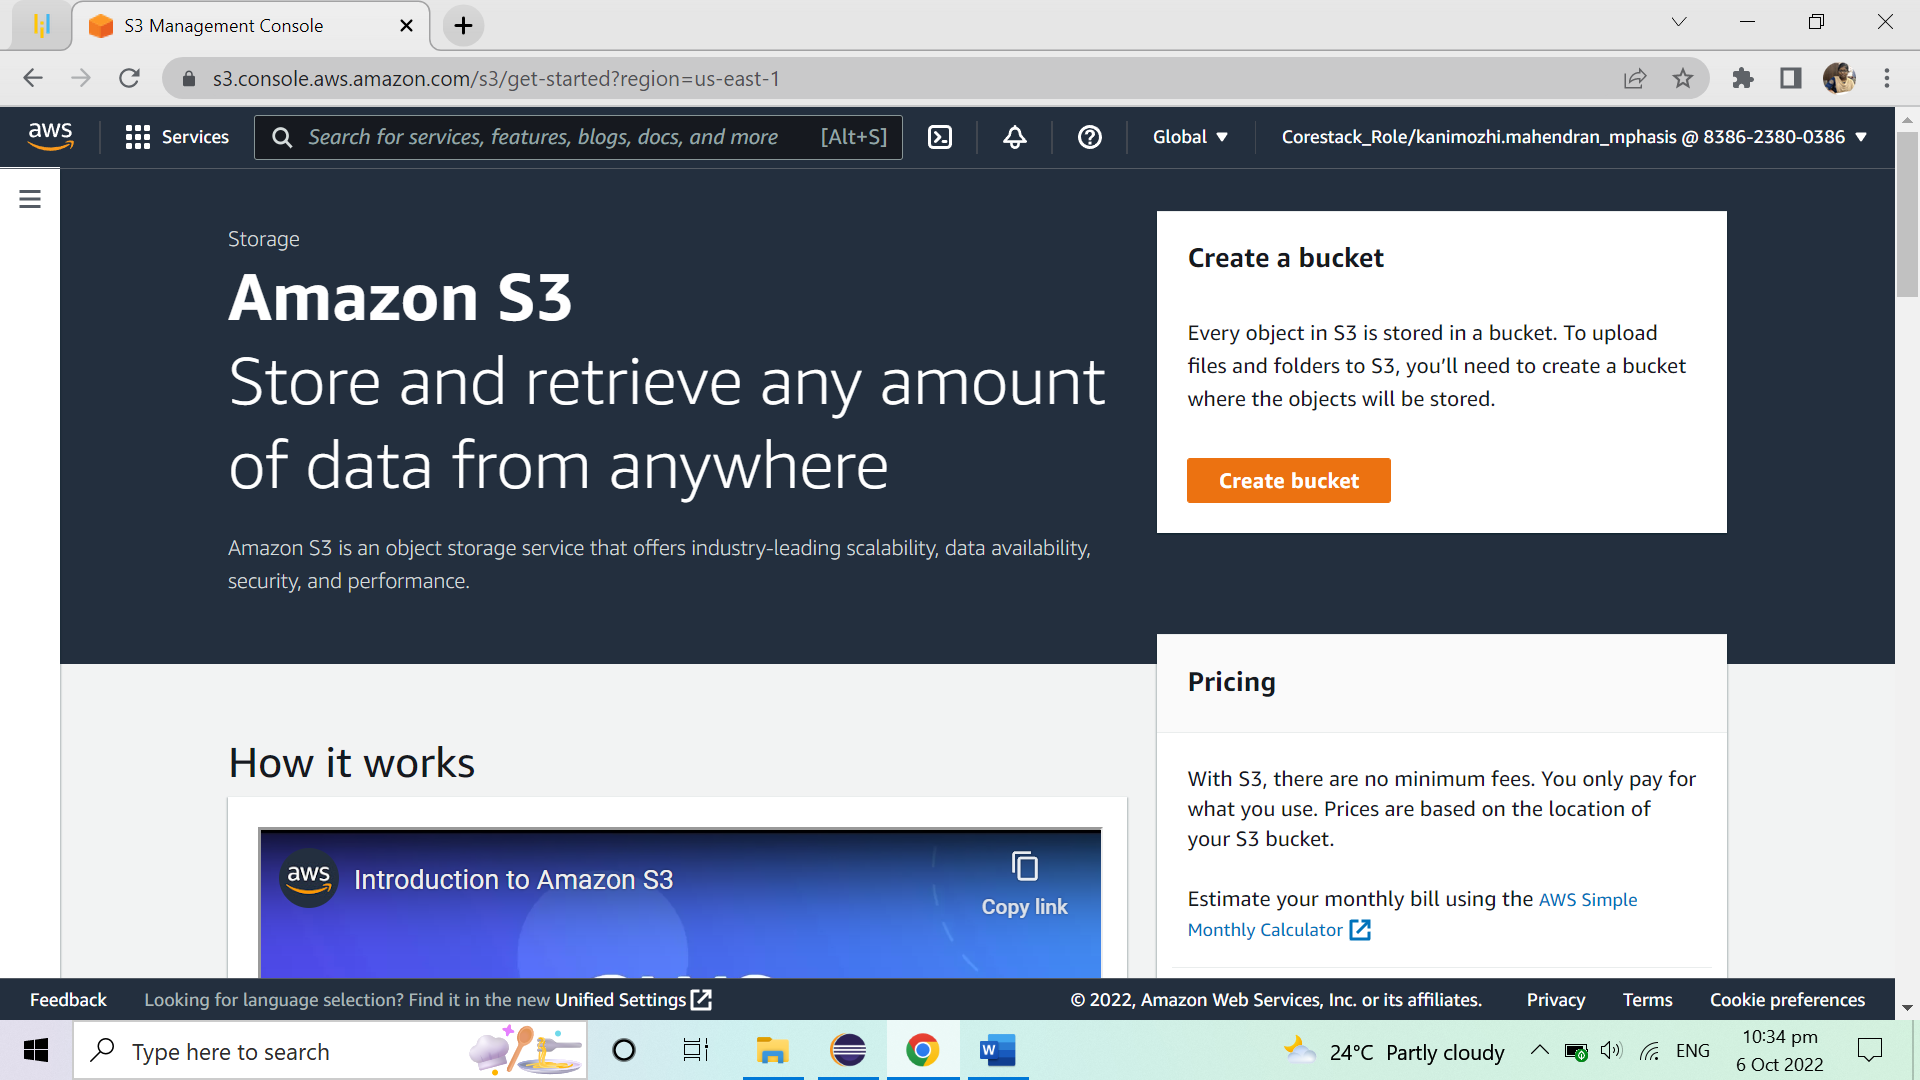 S3 Management Console
s3.console.aws.amazon.com/s3/get-started?region=us-east-1
aws
Services
Search for services, features, blogs, docs, and more
[Alt+S]
Global
Corestack_Role/kanimozhi.mahendran_mphasis @ 8386-2380-0386
Storage
Amazon S3
Store and retrieve any amount
of data from anywhere
Amazon S3 is an object storage service that offers industry-leading scalability, data availability,
security, and performance.
Create a bucket
Every object in S3 is stored in a bucket. To upload
files and folders to S3, you'll need to create a bucket
where the objects will be stored.
Create bucket
Pricing
With S3, there are no minimum fees. You only pay for
what you use. Prices are based on the location of
your S3 bucket.
Estimate your monthly bill using the AWS Simple
Monthly Calculator
How it works
aws
Introduction to Amazon S3
Copy link
Feedback
Looking for language selection? Find it in the new Unified Settings
© 2022, Amazon Web Services, Inc. or its affiliates.
Privacy
Terms
Cookie preferences
Type here to search
W
24°C Partly cloudy
ENG
10:34 pm
6 Oct 2022